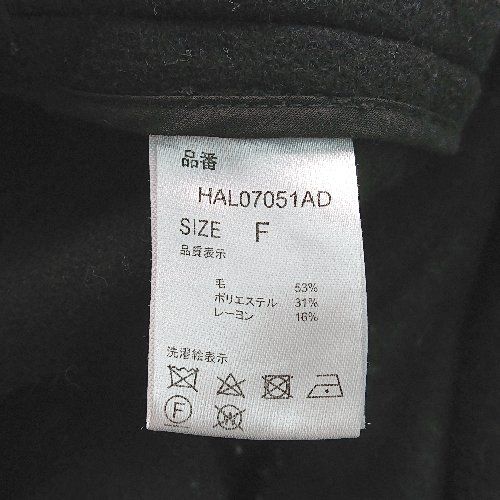 品番
HAL07051AD
SIZE F
品質表示
毛 53%
ポリエステル 31%
レーヨン 16%
洗濯絵表示
F W